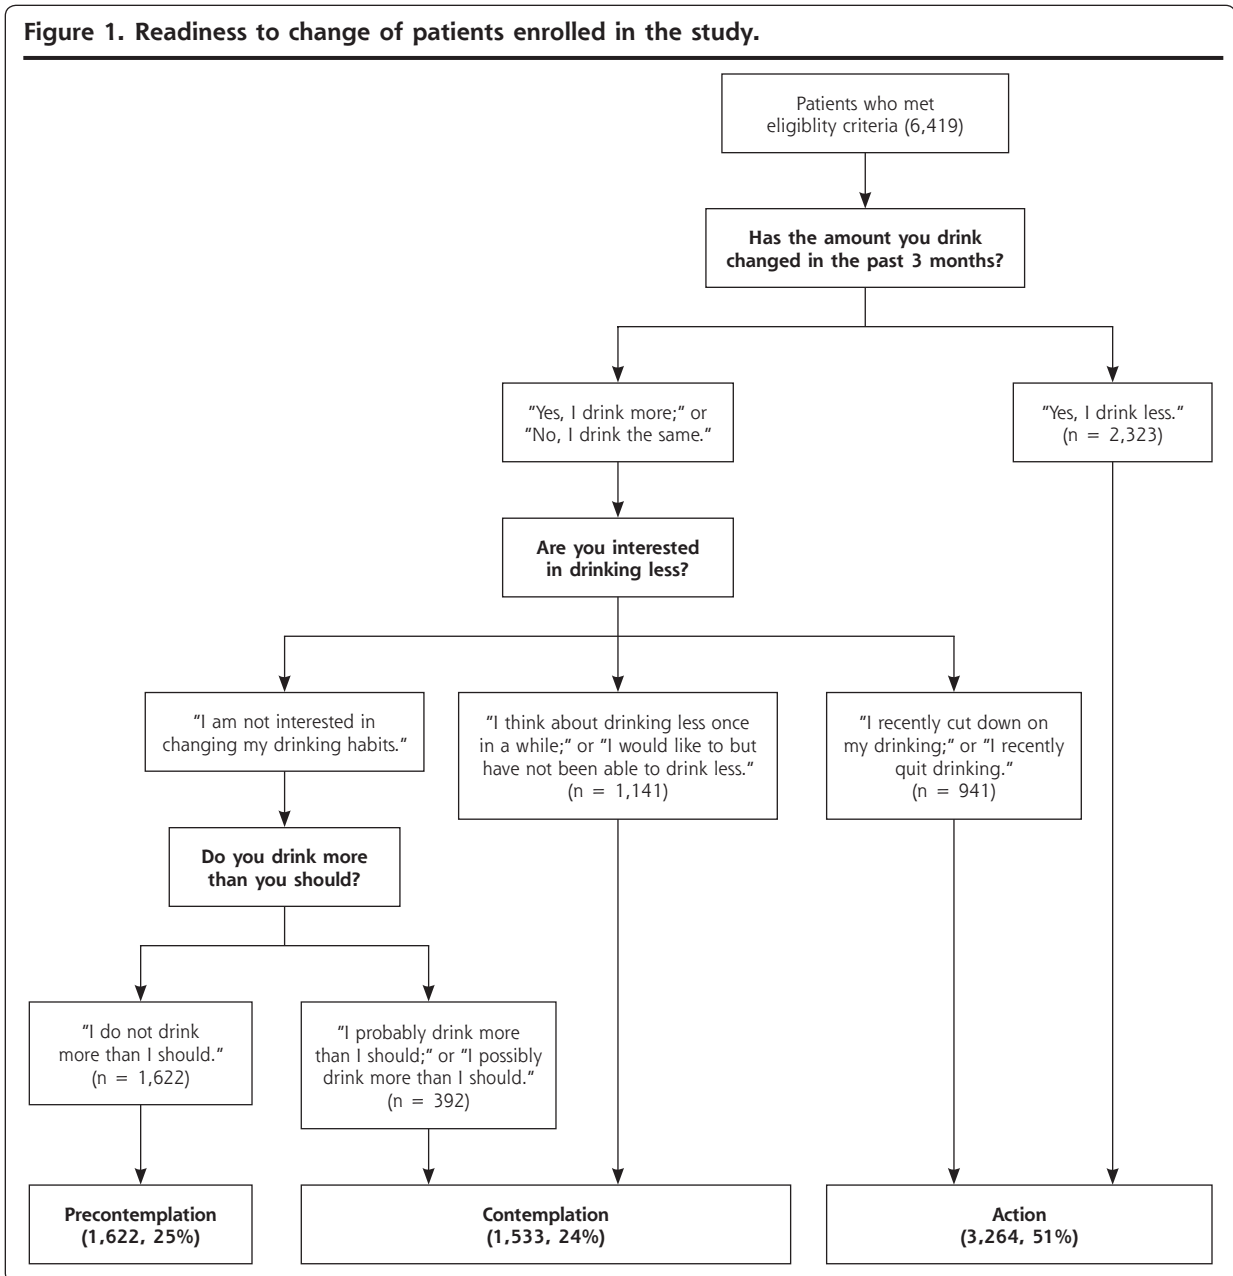 Figure 1. Readiness to change of patients enrolled in the study.
Patients who met
eligiblity criteria (6,419)
Has the amount you drink
changed in the past 3 months?
"Yes, I drink more;" or
"No, I drink the same."
"Yes, I drink less."
(n = 2,323)
Are you interested
in drinking less?
"I am not interested in
changing my drinking habits."
"I think about drinking less once
in a while;" or "I would like to but
have not been able to drink less."
(n = 1,141)
"I recently cut down on
my drinking;" or "I recently
quit drinking."
(n = 941)
Do you drink more
than you should?
"I do not drink
more than I should."
(n = 1,622)
"I probably drink more
than I should;" or "I possibly
drink more than I should."
(n = 392)
Precontemplation
(1,622, 25%)
Contemplation
(1,533, 24%)
Action
(3,264, 51%)